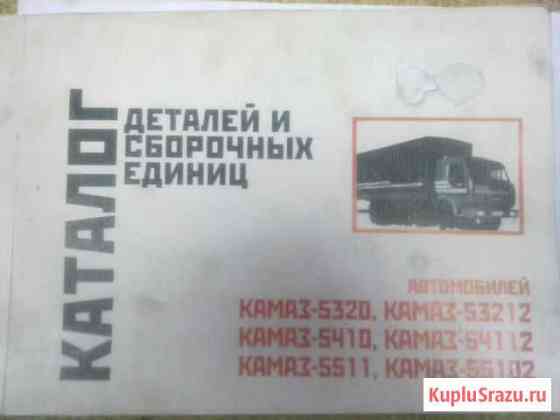 КАТАЛОГ
ДЕТАЛЕЙ И
СБОРОЧНЫХ
ЕДИНИЦ
АВТОМОБИЛЕЙ
КАМАЗ-5320, КАМАЗ-53212
КАМАЗ-5410, КАМАЗ-54112
КАМАЗ-5511, КАМАЗ-55102
KupluSrazu.ru